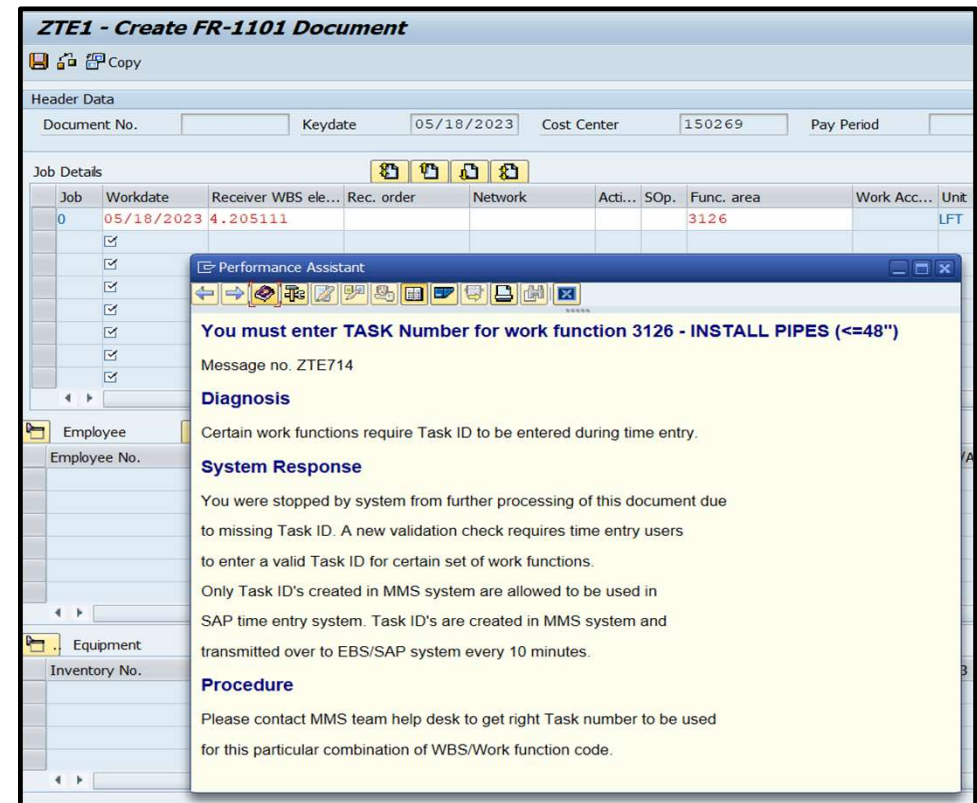 ZTE1 - Create FR-1101 Document
Copy
Header Data
Document No. Keydate 05/18/2023 Cost Center 150269 Pay Period
Job Details
Job Workdate Receiver WBS ele... Rec. order Network Acti... SOp. Func. area Work Acc... Unit
0 05/18/2023 4.205111 3126 LFT
Performance Assistant
You must enter TASK Number for work function 3126 - INSTALL PIPES (<=48")
Message no. ZTE714
Diagnosis
Certain work functions require Task ID to be entered during time entry.
System Response
You were stopped by system from further processing of this document due
to missing Task ID. A new validation check requires time entry users
to enter a valid Task ID for certain set of work functions.
Only Task ID's created in MMS system are allowed to be used in
SAP time entry system. Task ID's are created in MMS system and
transmitted over to EBS/SAP system every 10 minutes.
Procedure
Please contact MMS team help desk to get right Task number to be used
for this particular combination of WBS/Work function code.
Employee
Employee No.
.. Equipment
Inventory No.